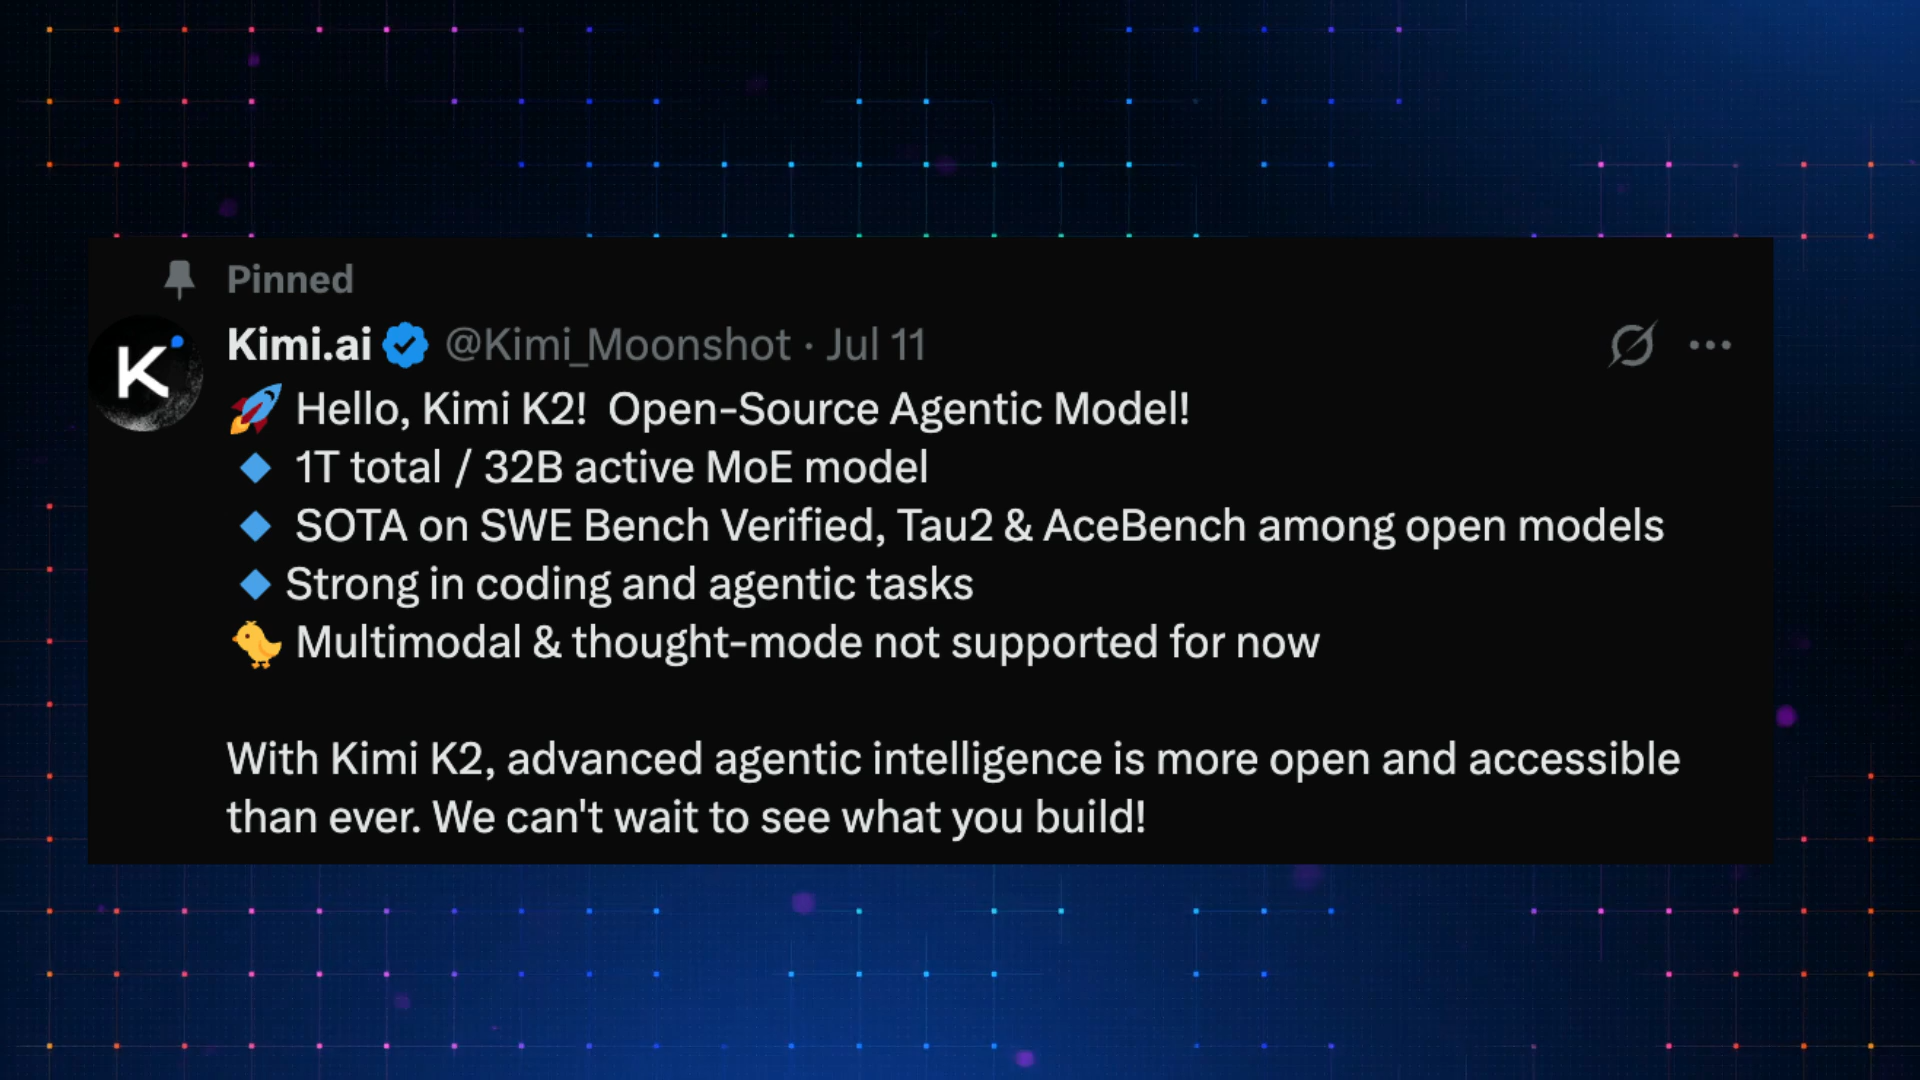 Pinned
Kimi.ai @Kimi_Moonshot · Jul 11
🚀 Hello, Kimi K2!  Open-Source Agentic Model!
🔹 1T total / 32B active MoE model
🔹 SOTA on SWE Bench Verified, Tau2 & AceBench among open models
🔹Strong in coding and agentic tasks
🐤 Multimodal & thought-mode not supported for now
With Kimi K2, advanced agentic intelligence is more open and accessible
than ever. We can't wait to see what you build!